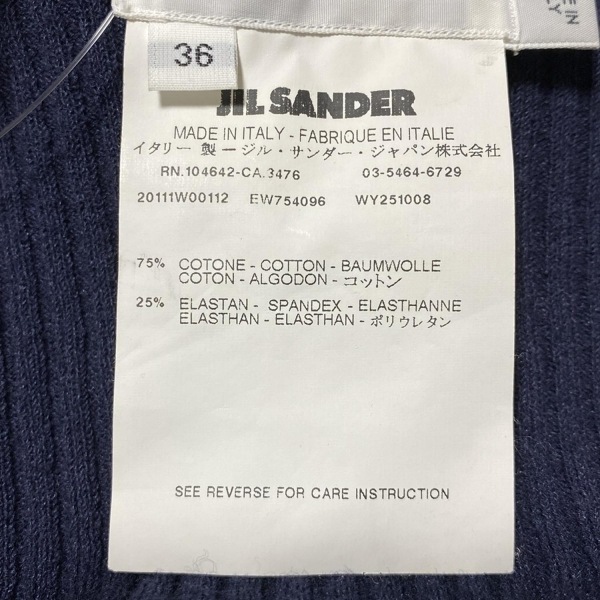 36
JIL SANDER
MADE IN ITALY - FABRIQUE EN ITALIE
イタリー 製 ージル・サンダー・ジャパン株式会社
RN.104642-CA.3476 03-5464-6729
20111W00112 EW754096 WY251008
75% COTONE - COTTON - BAUMWOLLE
COTON - ALGODON - コットン
25% ELASTAN - SPANDEX - ELASTHANNE
ELASTHAN - ELASTHAN - ポリウレタン
SEE REVERSE FOR CARE INSTRUCTION